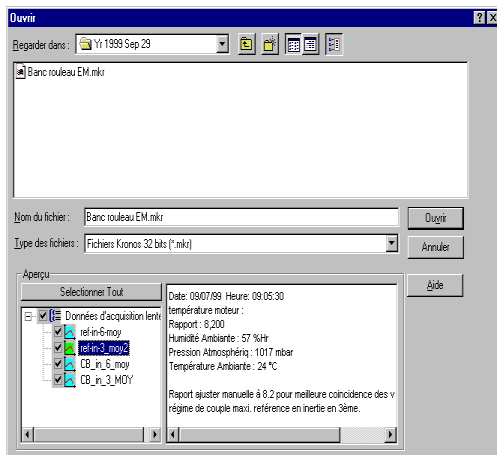 Ouvrir
Regarder dans :
Yr 1999 Sep 29
Banc rouleau EM.mkr
Nom du fichier :
Banc rouleau EM.mkr
Ouvrir
Type des fichiers :
Fichiers Kronos 32 bits (*.mkr)
Annuler
Aperçu
Aide
Selectionner Tout
Données d'acquisition lente
ref-in-6-moy
ref-in-3_moy2
CB_in_6_moy
CB_in_3_MOY
Date: 09/07/99 Heure: 09:05:30
température moteur :
Rapport : 8,200
Humidité Ambiante : 57 %Hr
Pression Atmosphériq : 1017 mbar
Température Ambiante : 24 °C
Raport ajuster manuelle à 8.2 pour meilleure coincidence des v
régime de couple maxi. reférence en inertie en 3ème.